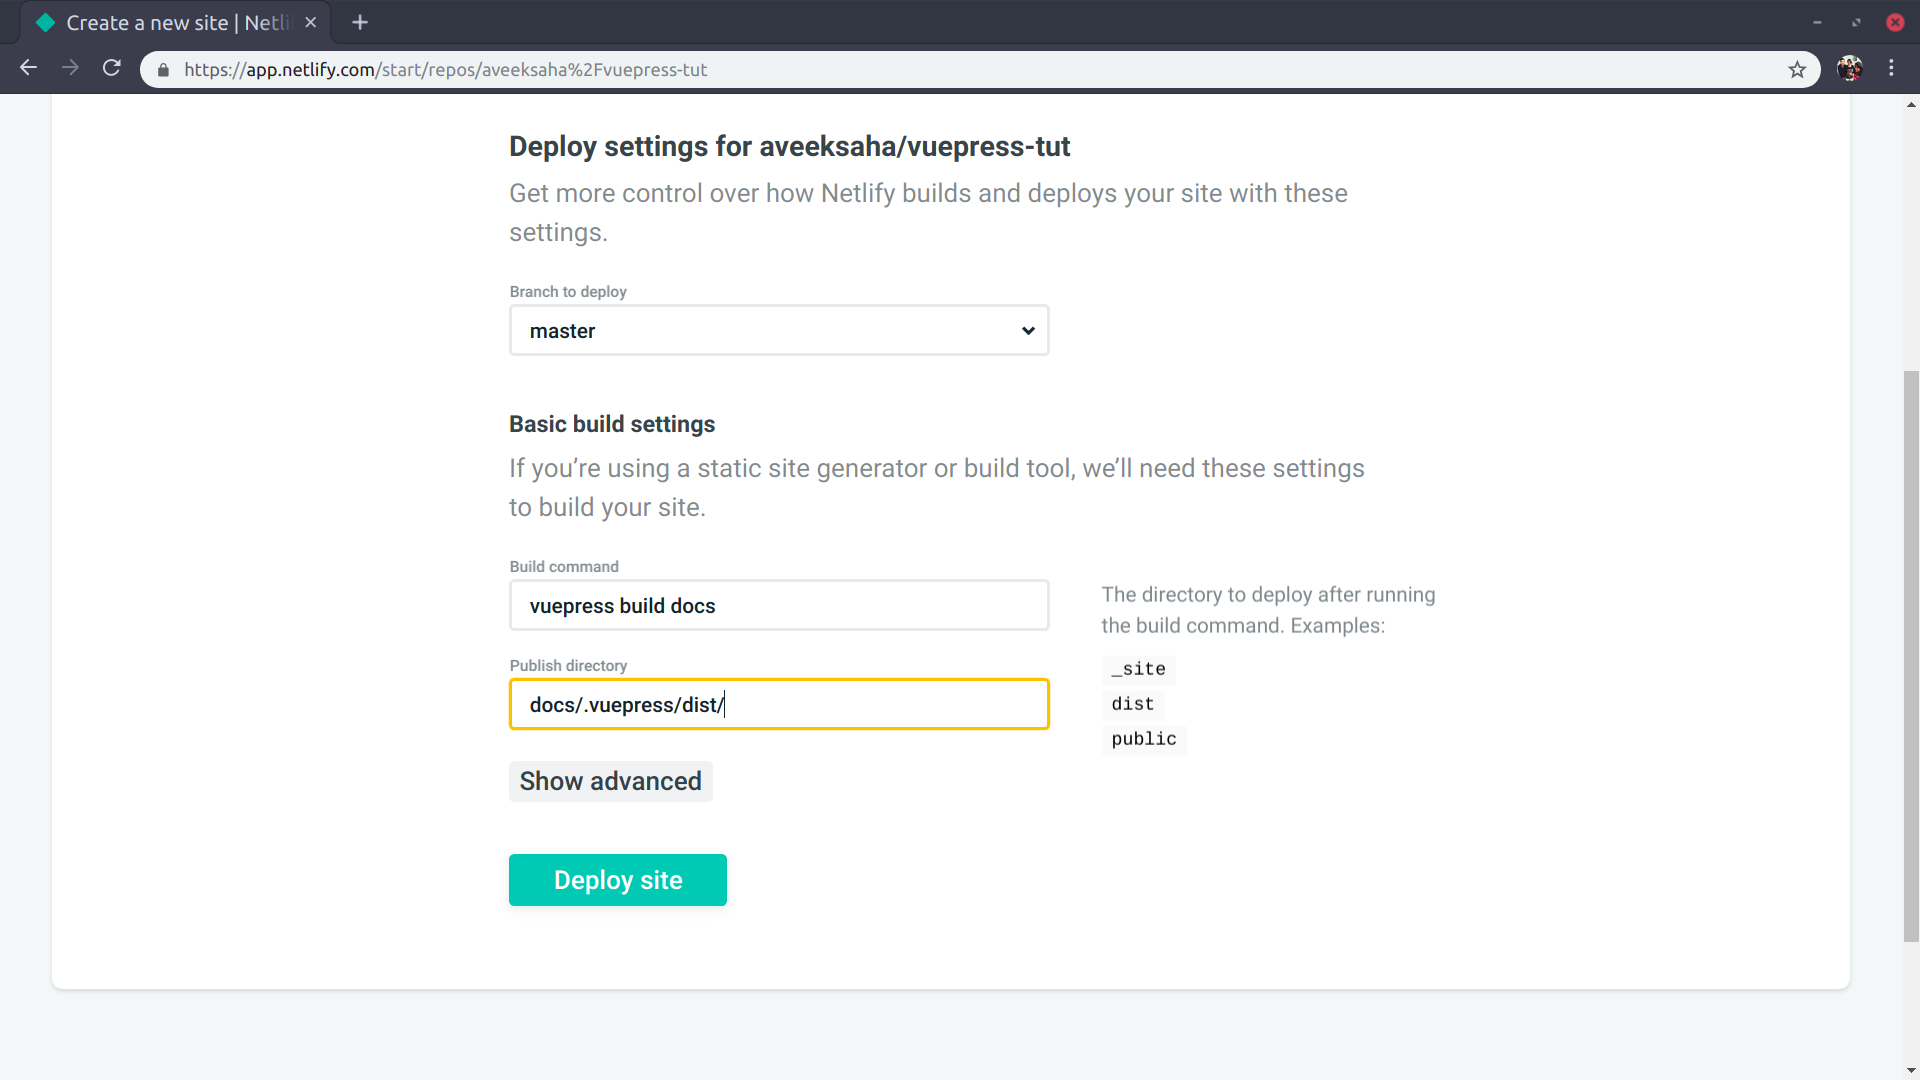 Create a new site | Netli
https://app.netlify.com/start/repos/aveeksaha%2Fvuepress-tut
Deploy settings for aveeksaha/vuepress-tut
Get more control over how Netlify builds and deploys your site with these
settings.
Branch to deploy
master
Basic build settings
If you’re using a static site generator or build tool, we’ll need these settings
to build your site.
Build command
vuepress build docs
Publish directory
docs/.vuepress/dist/
The directory to deploy after running
the build command. Examples:
_site
dist
public
Show advanced
Deploy site